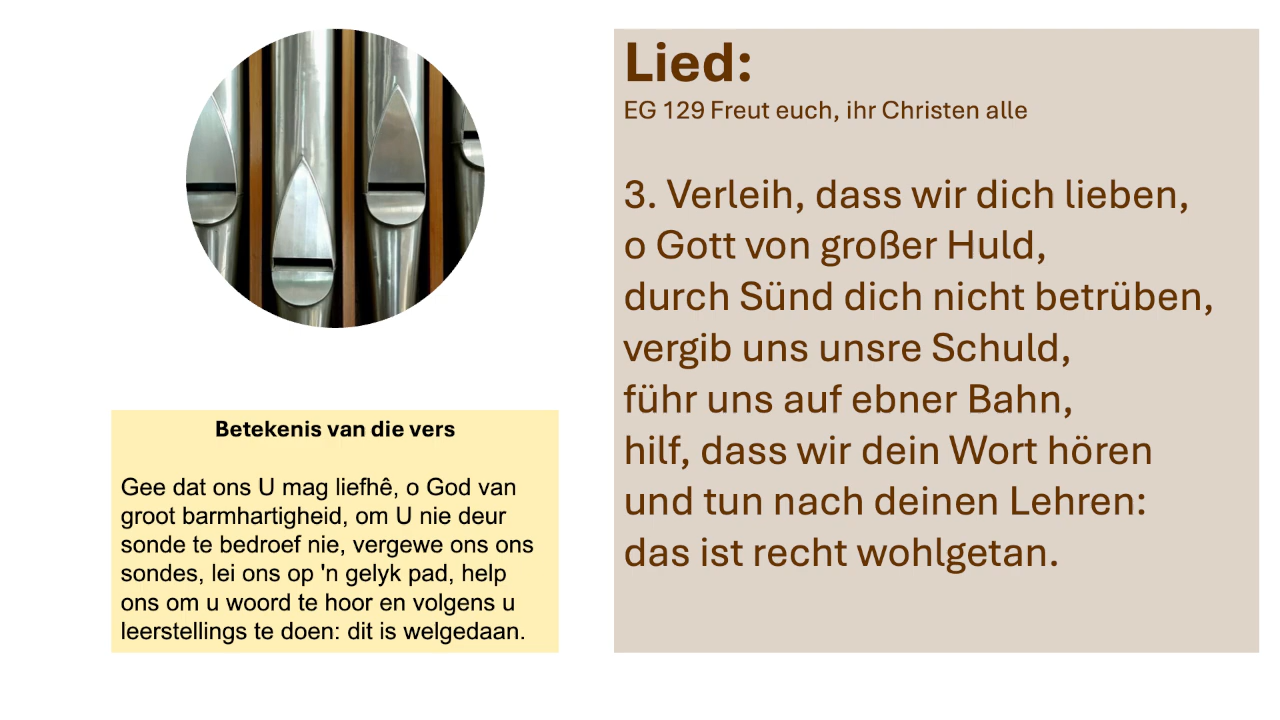 Lied:
EG 129 Freut euch, ihr Christen alle
3. Verleih, dass wir dich lieben,
o Gott von großer Huld,
durch Sünd dich nicht betrüben,
vergib uns unsre Schuld,
führ uns auf ebner Bahn,
hilf, dass wir dein Wort hören
und tun nach deinen Lehren:
das ist recht wohlgetan.
Betekenis van die vers
Gee dat ons U mag liefhê, o God van
groot barmhartigheid, om U nie deur
sonde te bedroef nie, vergewe ons ons
sondes, lei ons op 'n gelyk pad, help
ons om u woord te hoor en volgens u
leerstellings te doen: dit is welgedaan.